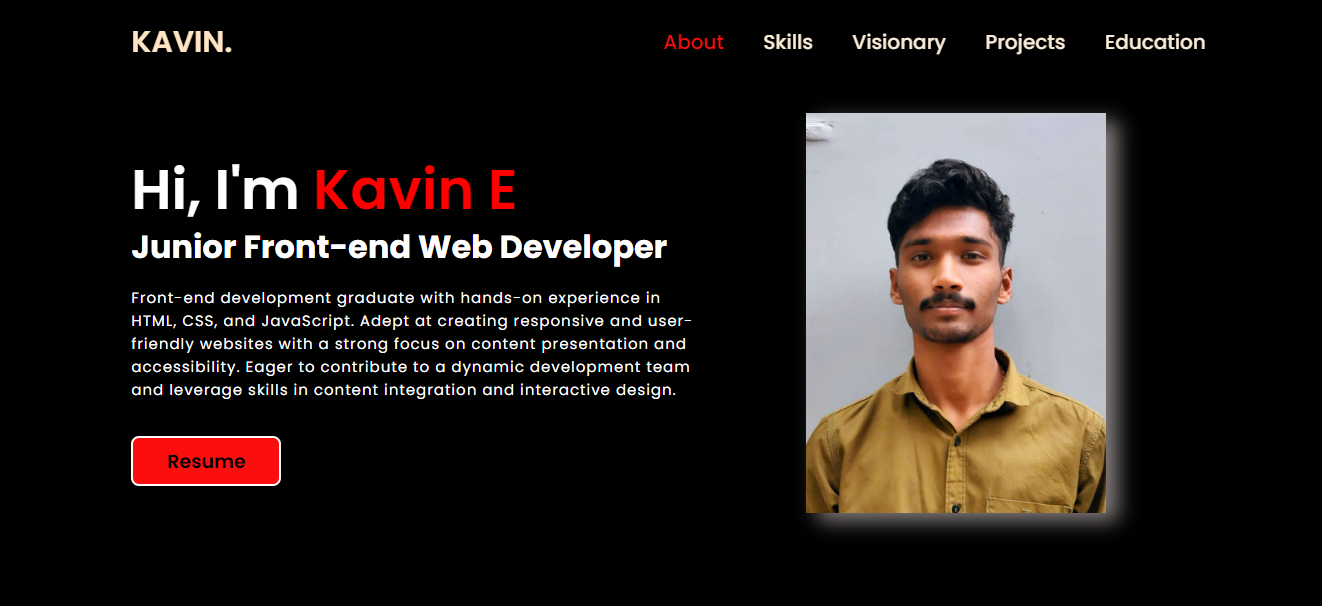 KAVIN.
About Skills Visionary Projects Education
Hi, I'm Kavin E
Junior Front-end Web Developer
Front-end development graduate with hands-on experience in
HTML, CSS, and JavaScript. Adept at creating responsive and user-
friendly websites with a strong focus on content presentation and
accessibility. Eager to contribute to a dynamic development team
and leverage skills in content integration and interactive design.
Resume